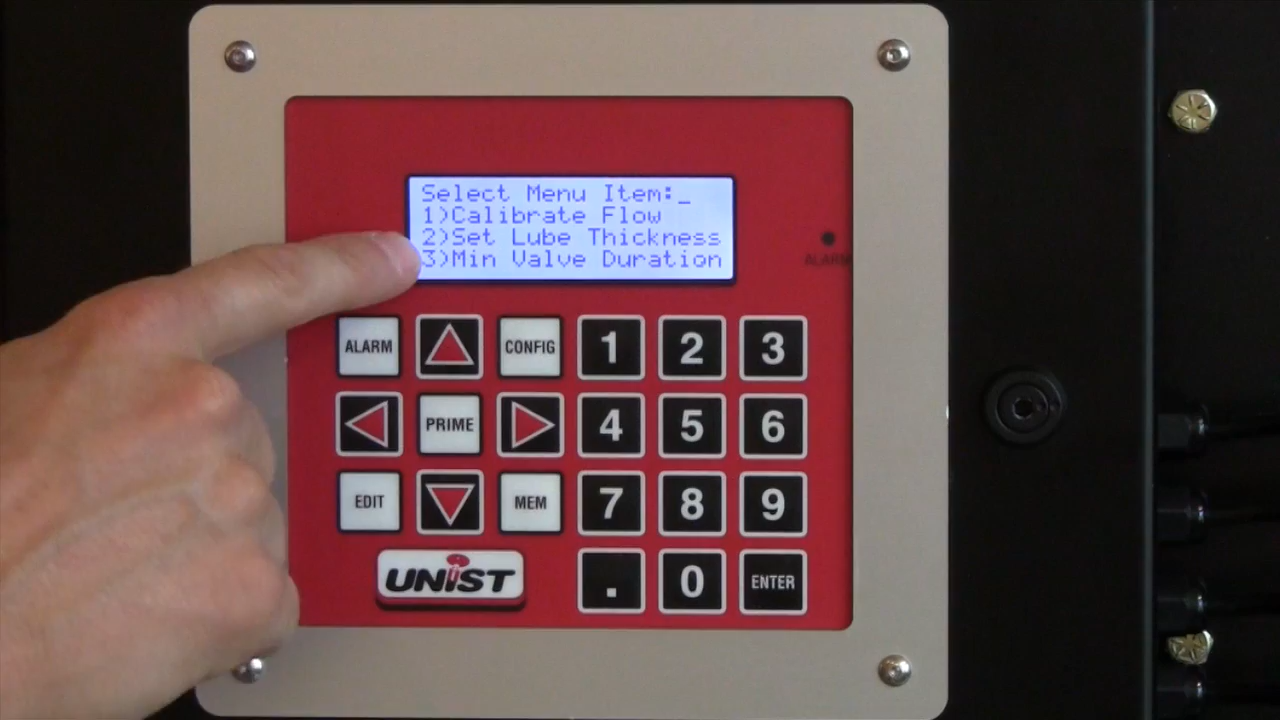 Select Menu Item:_
1)Calibrate Flow
2)Set Lube Thickness
3)Min Valve Duration
ALARM
ALARM
CONFIG
1
2
3
PRIME
4
5
6
EDIT
MEM
7
8
9
UNIST
.
0
ENTER